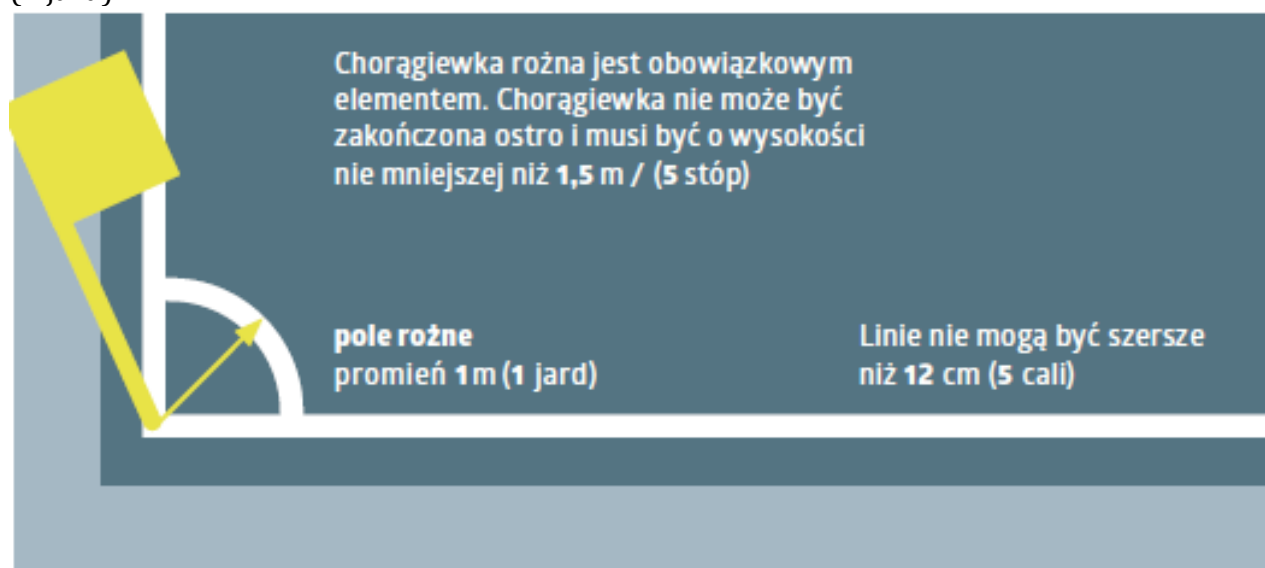 Chorągiewka rożna jest obowiązkowym
elementem. Chorągiewka nie może być
zakończona ostro i musi być o wysokości
nie mniejszej niż 1,5 m / (5 stóp)
pole rożne
promień 1 m (1 jard)
Linie nie mogą być szersze
niż 12 cm (5 cali)